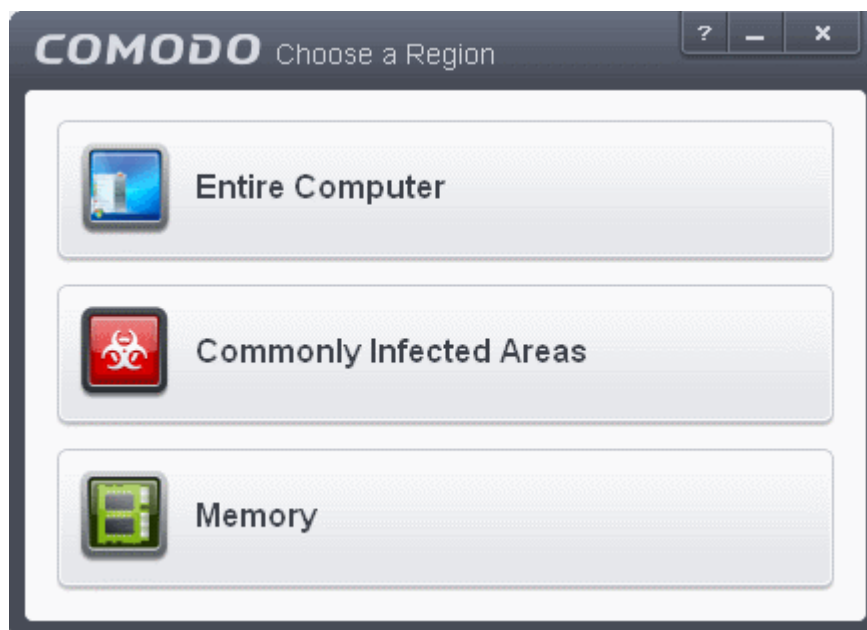 COMODO Choose a Region ? _ x
Entire Computer
Commonly Infected Areas
Memory